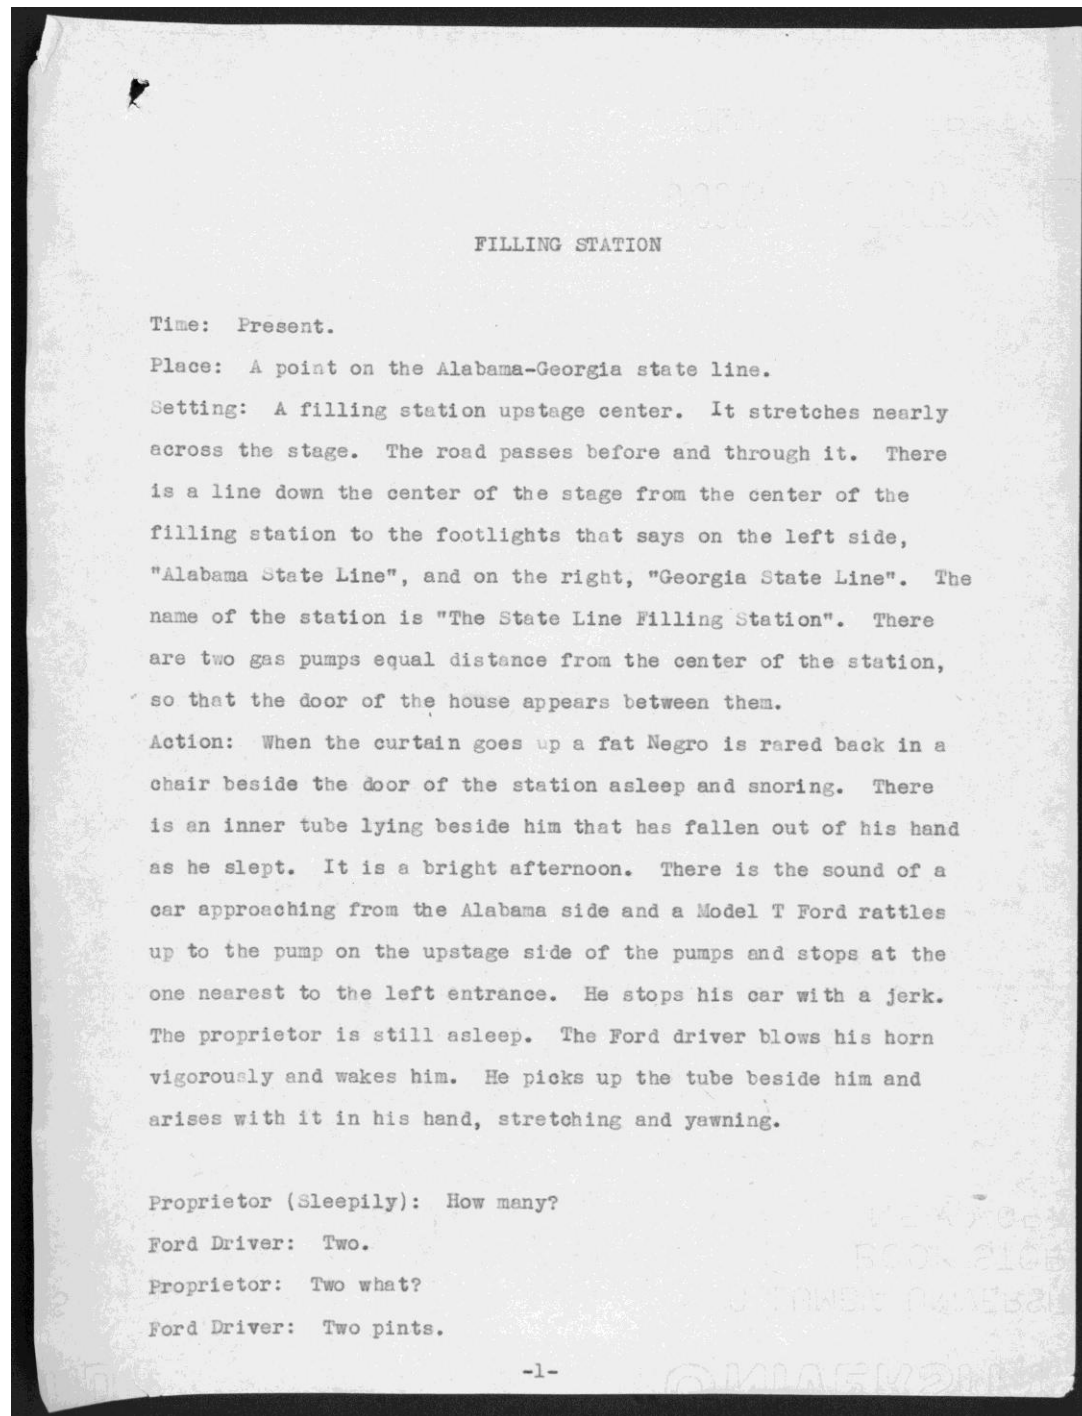 FILLING STATION
Time: Present.
Place: A point on the Alabama-Georgia state line.
Setting: A filling station upstage center. It stretches nearly
across the stage. The road passes before and through it. There
is a line down the center of the stage from the center of the
filling station to the footlights that says on the left side,
"Alabama State Line", and on the right, "Georgia State Line". The
name of the station is "The State Line Filling Station". There
are two gas pumps equal distance from the center of the station,
so that the door of the house appears between them.
Action: When the curtain goes up a fat Negro is rared back in a
chair beside the door of the station asleep and snoring. There
is an inner tube lying beside him that has fallen out of his hand
as he slept. It is a bright afternoon. There is the sound of a
car approaching from the Alabama side and a Model T Ford rattles
up to the pump on the upstage side of the pumps and stops at the
one nearest to the left entrance. He stops his car with a jerk.
The proprietor is still asleep. The Ford driver blows his horn
vigorously and wakes him. He picks up the tube beside him and
arises with it in his hand, stretching and yawning.
Proprietor (Sleepily): How many?
Ford Driver: Two.
Proprietor: Two what?
Ford Driver: Two pints.
-1-